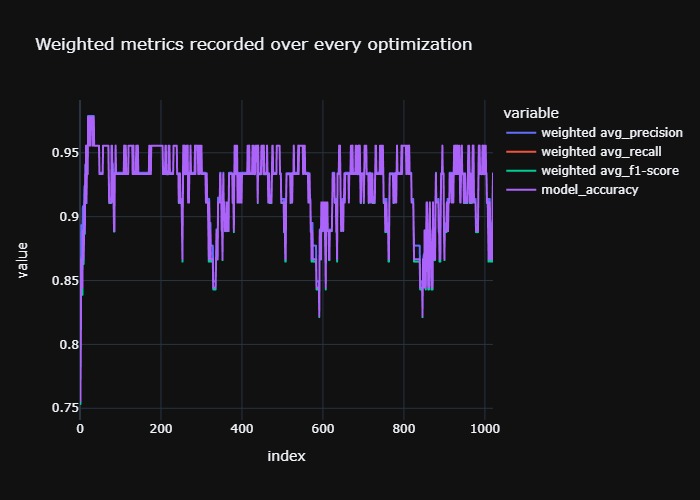 Weighted metrics recorded over every optimization
variable
weighted avg_precision
weighted avg_recall
weighted avg_f1-score
model_accuracy
value
0.95
0.9
0.85
0.8
0.75
0 200 400 600 800 1000
index